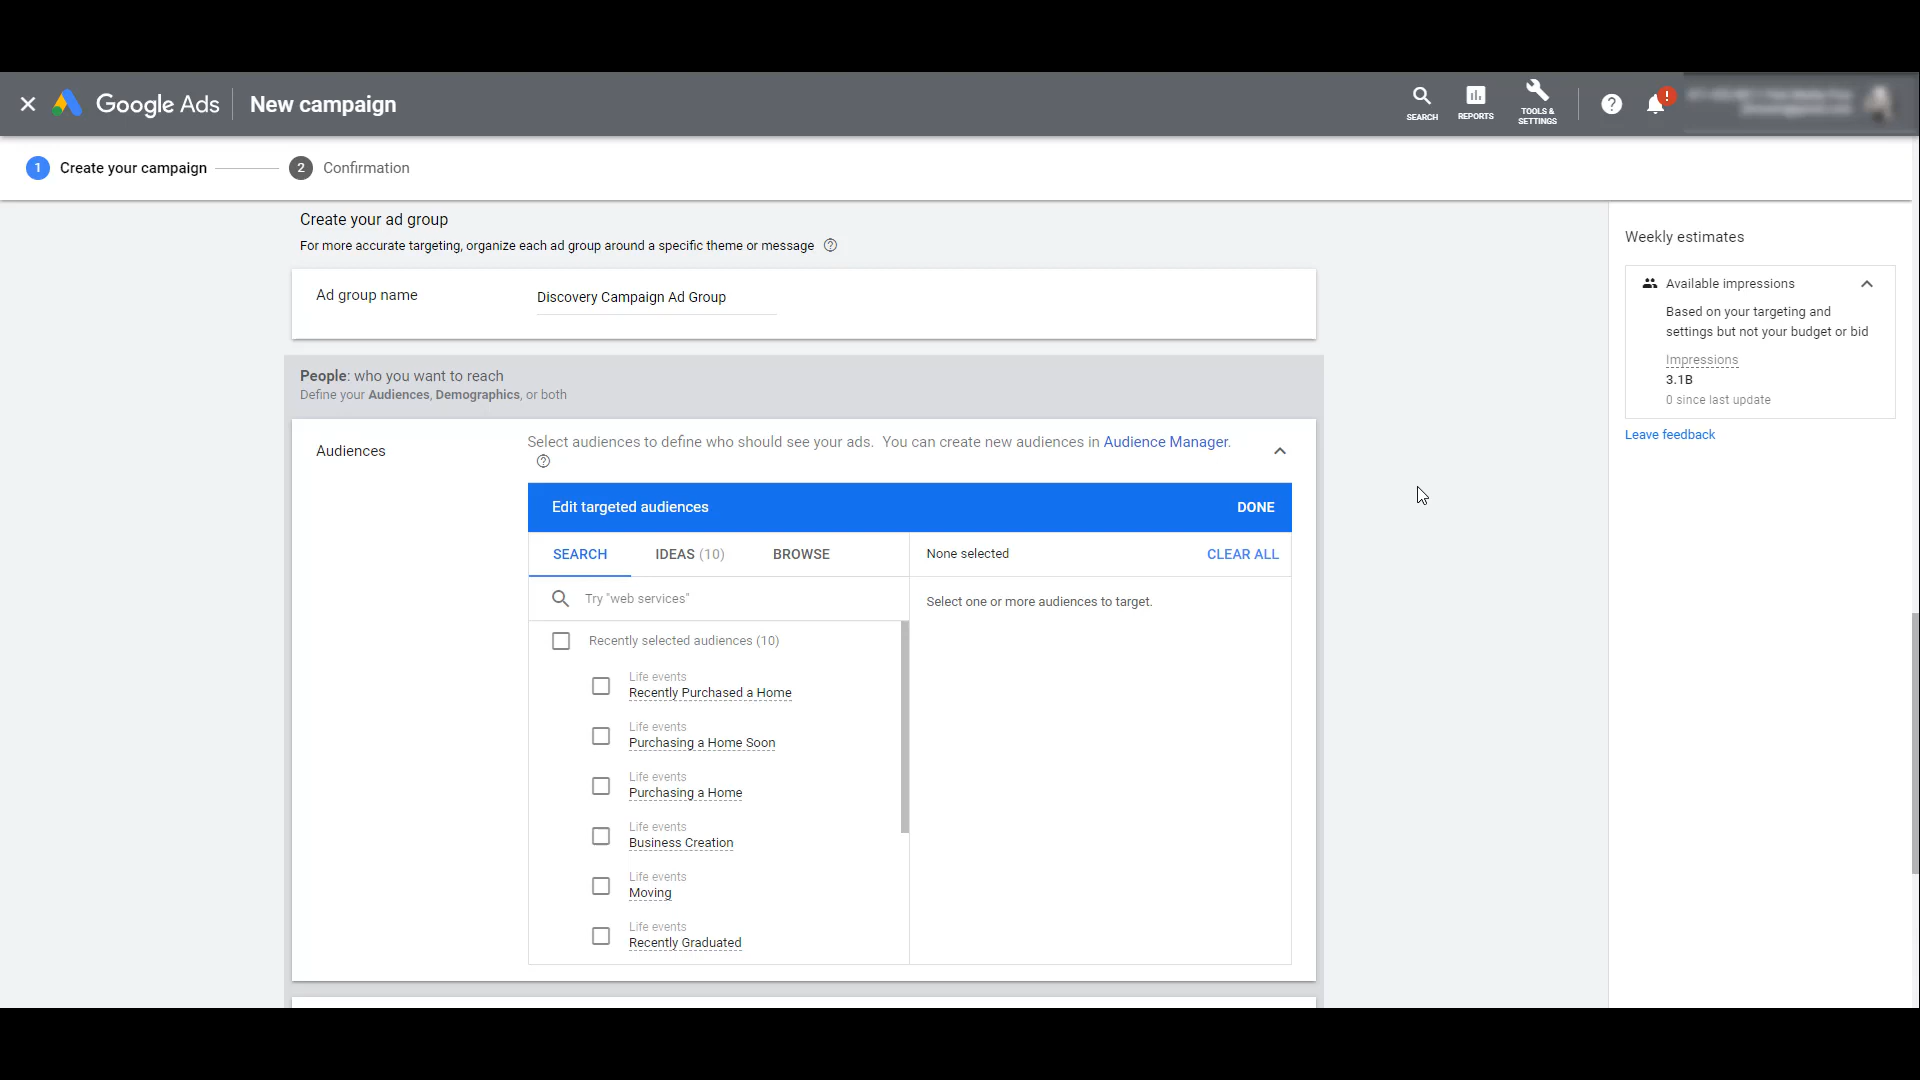 Google Ads
New campaign
SEARCH
REPORTS
TOOLS &
SETTINGS
?
!
1 Create your campaign
2 Confirmation
Create your ad group
For more accurate targeting, organize each ad group around a specific theme or message ?
Ad group name
Discovery Campaign Ad Group
People: who you want to reach
Define your Audiences, Demographics, or both
Audiences
Select audiences to define who should see your ads. You can create new audiences in Audience Manager.
?
Edit targeted audiences
DONE
SEARCH
IDEAS (10)
BROWSE
None selected
CLEAR ALL
Try "web services"
Select one or more audiences to target.
Recently selected audiences (10)
Life events
Recently Purchased a Home
Life events
Purchasing a Home Soon
Life events
Purchasing a Home
Life events
Business Creation
Life events
Moving
Life events
Recently Graduated
Weekly estimates
Available impressions
Based on your targeting and
settings but not your budget or bid
Impressions
3.1B
0 since last update
Leave feedback